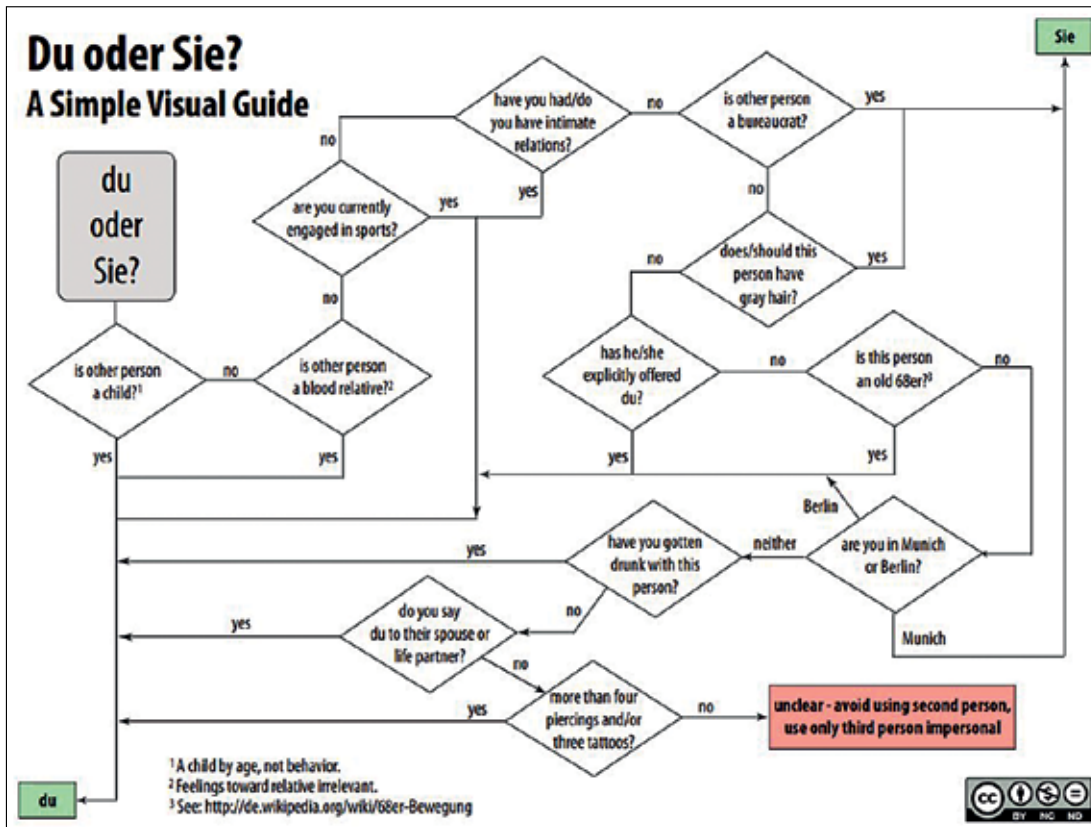 Du oder Sie?
A Simple Visual Guide
Sie
du
oder
Sie?
is other person
a child?¹
no
yes
is other person
a blood relative?²
yes
no
are you currently
engaged in sports?
yes
no
have you had/do
you have intimate
relations?
yes
no
is other person
a bureaucrat?
yes
no
does/should this
person have
gray hair?
yes
no
has he/she
explicitly offered
du?
yes
no
is this person
an old 68er?³
yes
no
are you in Munich
or Berlin?
Berlin
Munich
neither
have you gotten
drunk with this
person?
yes
no
do you say
du to their spouse or
life partner?
yes
no
more than four
piercings and/or
three tattoos?
yes
no
unclear - avoid using second person,
use only third person impersonal
du
¹ A child by age, not behavior.
² Feelings toward relative irrelevant.
³ See: http://de.wikipedia.org/wiki/68er-Bewegung
cc
BY NC ND